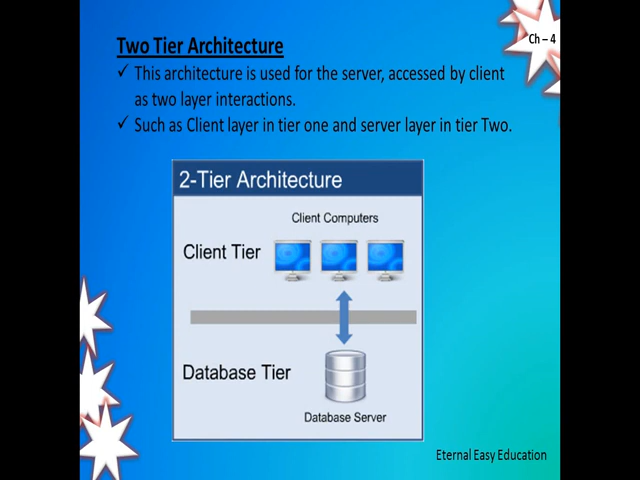 Ch – 4
Two Tier Architecture
✓ This architecture is used for the server, accessed by client
as two layer interactions.
✓ Such as Client layer in tier one and server layer in tier Two.
2-Tier Architecture
Client Computers
Client Tier
Database Tier
Database Server
Eternal Easy Education